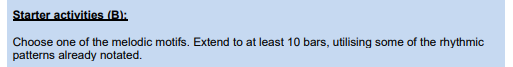 Starter activities (B):
Choose one of the melodic motifs. Extend to at least 10 bars, utilising some of the rhythmic
patterns already notated.